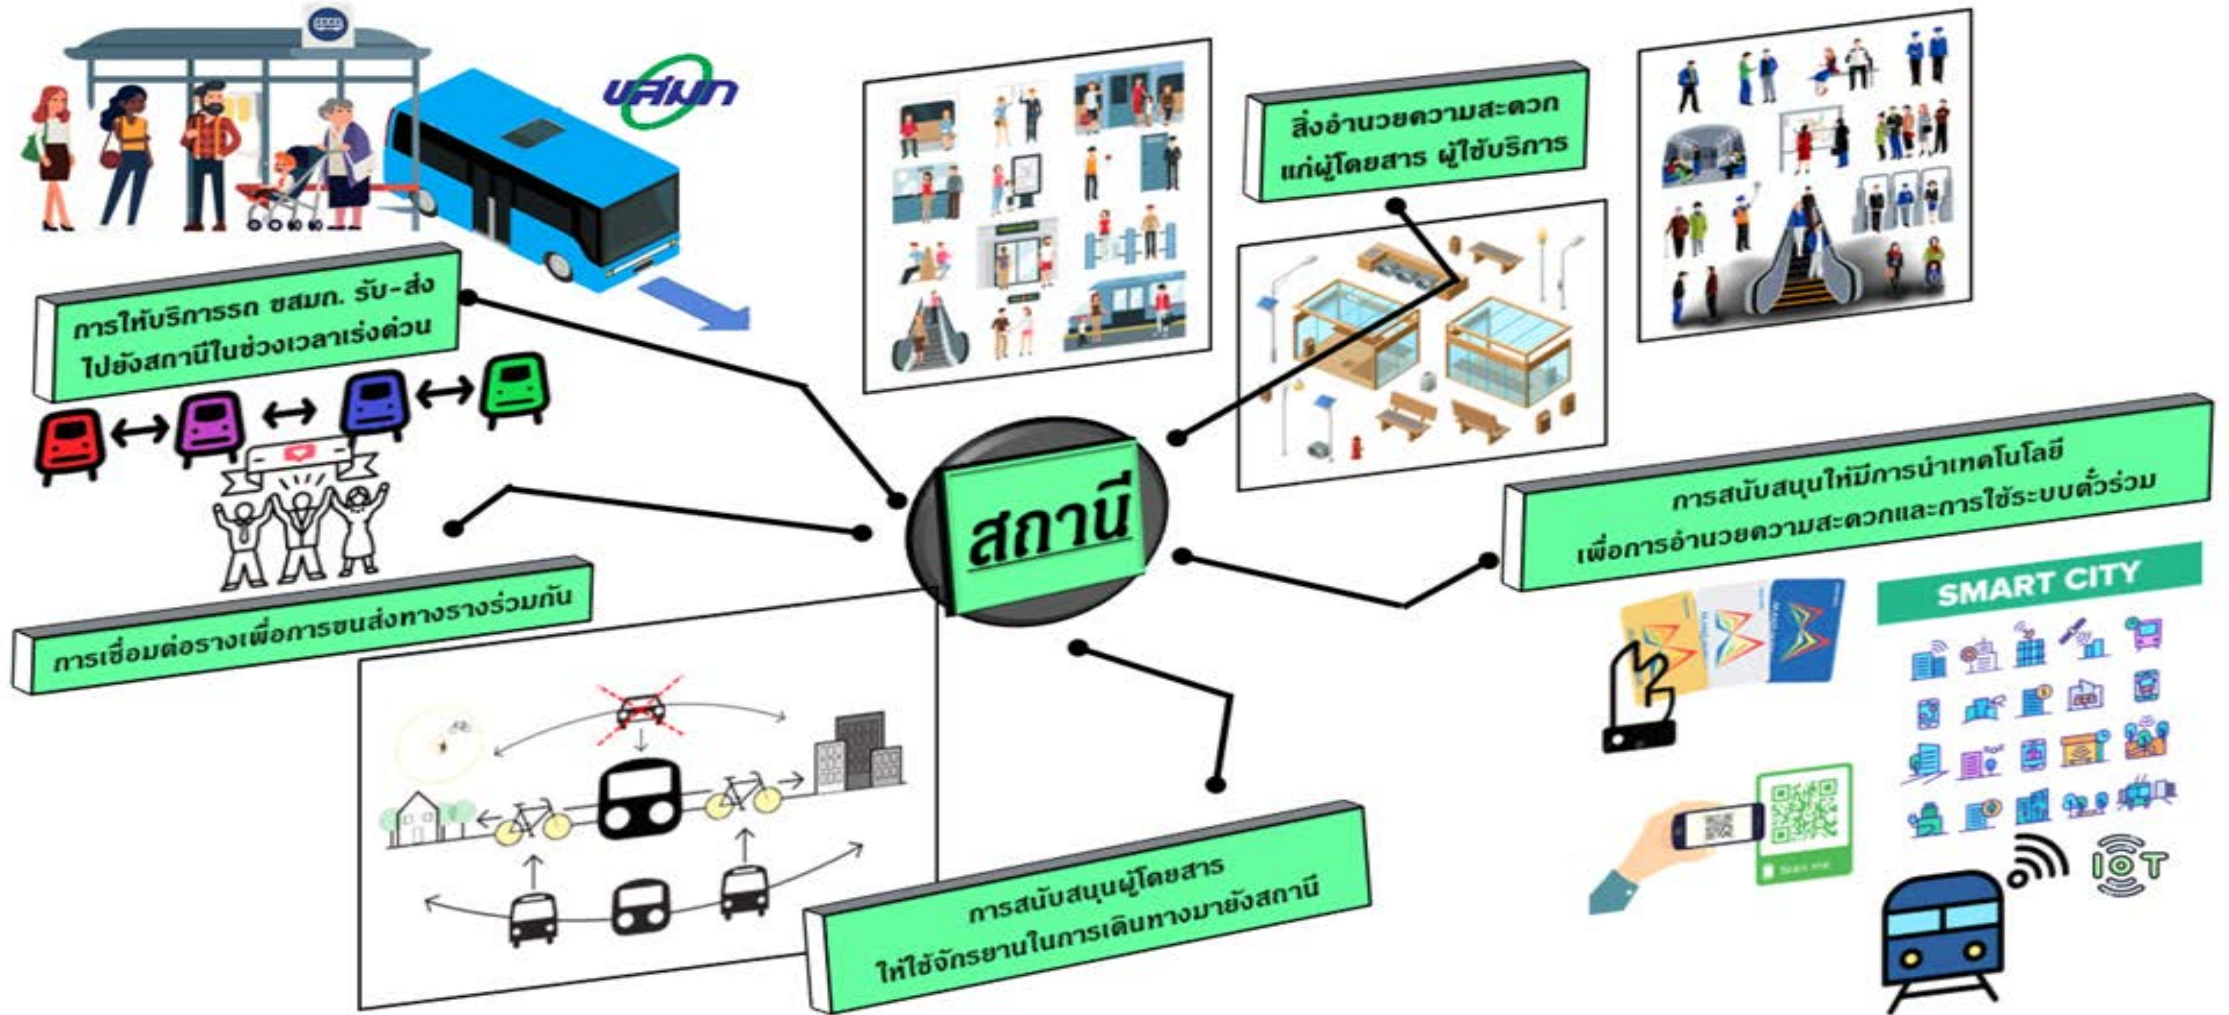 ขสมก
สิ่งอำนวยความสะดวก
แก่ผู้โดยสาร ผู้ใช้บริการ
การให้บริการรถ ขสมก. รับ-ส่ง
ไปยังสถานีในช่วงเวลาเร่งด่วน
สถานี
การสนับสนุนให้มีการนำเทคโนโลยี
เพื่อการอำนวยความสะดวกและการใช้ระบบตั๋วร่วม
การเชื่อมต่อรางเพื่อการขนส่งทางรางร่วมกัน
SMART CITY
การสนับสนุนผู้โดยสาร
ให้ใช้จักรยานในการเดินทางมายังสถานี
Scan me
IOT